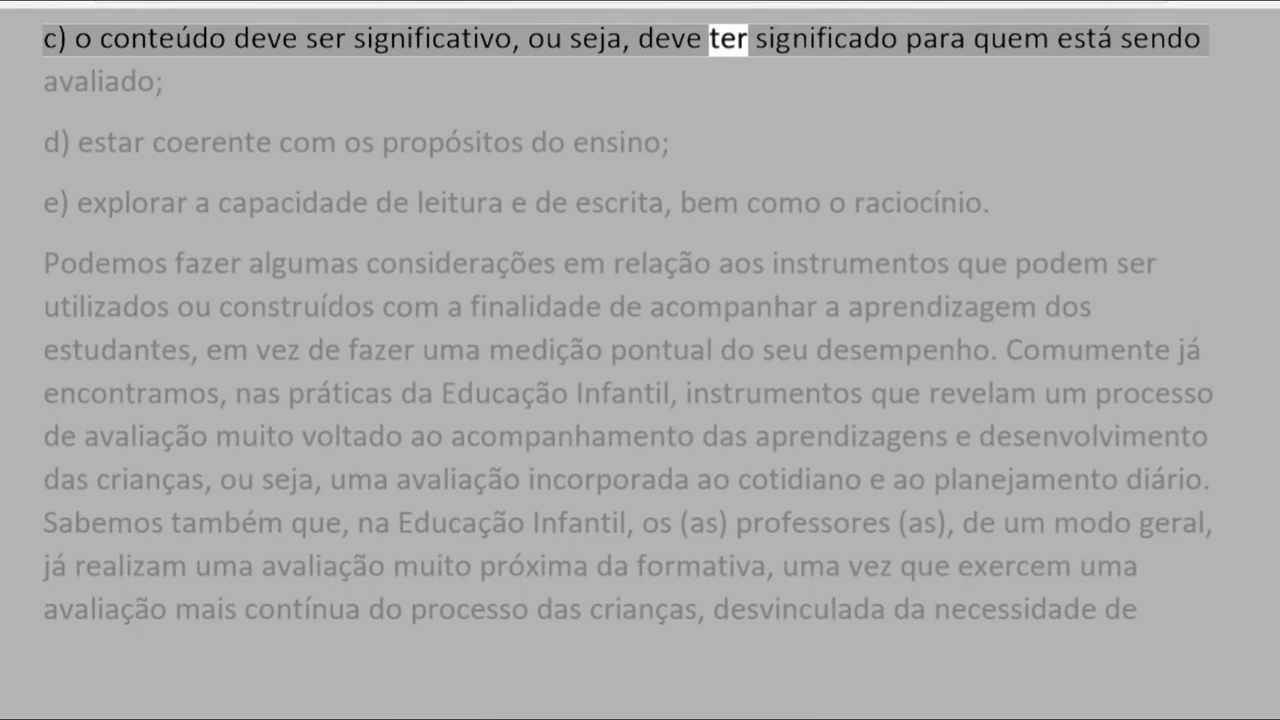 c) o conteúdo deve ser significativo, ou seja, deve ter significado para quem está sendo
avaliado;
d) estar coerente com os propósitos do ensino;
e) explorar a capacidade de leitura e de escrita, bem como o raciocínio.
Podemos fazer algumas considerações em relação aos instrumentos que podem ser
utilizados ou construídos com a finalidade de acompanhar a aprendizagem dos
estudantes, em vez de fazer uma medição pontual do seu desempenho. Comumente já
encontramos, nas práticas da Educação Infantil, instrumentos que revelam um processo
de avaliação muito voltado ao acompanhamento das aprendizagens e desenvolvimento
das crianças, ou seja, uma avaliação incorporada ao cotidiano e ao planejamento diário.
Sabemos também que, na Educação Infantil, os (as) professores (as), de um modo geral,
já realizam uma avaliação muito próxima da formativa, uma vez que exercem uma
avaliação mais contínua do processo das crianças, desvinculada da necessidade de